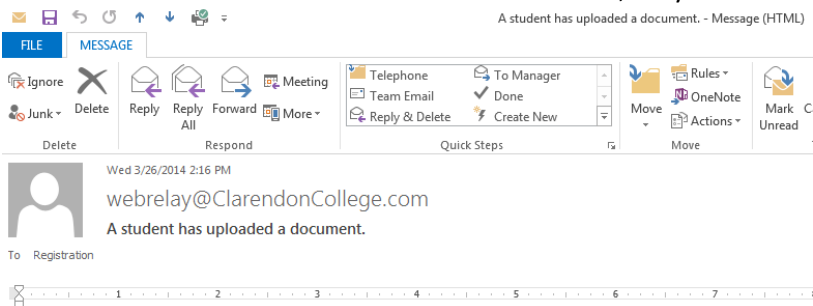 A student has uploaded a document. - Message (HTML)
FILE MESSAGE
Ignore
Junk
Delete
Reply
Reply All
Forward
Meeting
More
Telephone
Team Email
Reply & Delete
To Manager
Done
Create New
Move
Rules
OneNote
Actions
Mark Unread
Delete Respond Quick Steps Move
Wed 3/26/2014 2:16 PM
webrelay@ClarendonCollege.com
A student has uploaded a document.
To Registration
1 2 3 4 5 6 7